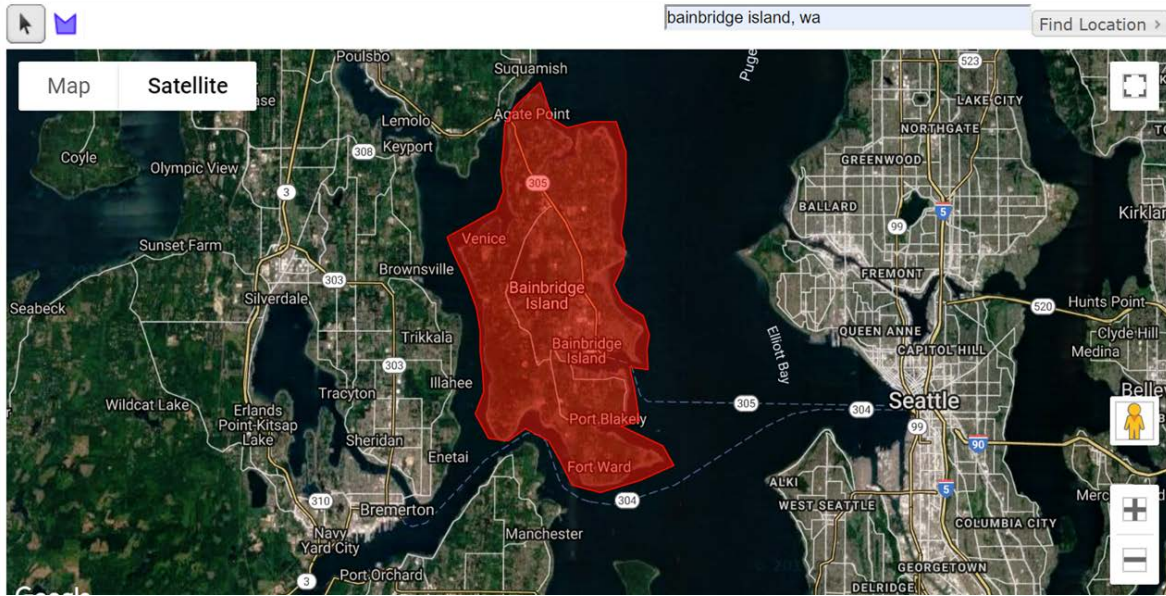 bainbridge island, wa
Find Location >
Map
Satellite
Poulsbo
Suquamish
523
LAKE CITY
Agate Point
Lemolo
NORTHGATE
Keyport
308
Coyle
GREENWOOD
Olympic View
305
3
BALLARD
5
Kirklan
99
Venice
Sunset Farm
Brownsville
FREMONT
303
Bainbridge
Island
Silverdale
Seabeck
520
Hunts Point
Elliott Bay
QUEEN ANNE
Clyde Hill
Trikkala
Bainbridge
Island
CAPITOL HILL
Medina
303
Illahee
Tracyton
Belle
Wildcat Lake
305
304
Seattle
Erlands
Point-Kitsap
Lake
Port Blakely
99
Sheridan
90
Enetai
Fort Ward
ALKI
5
310
304
WEST SEATTLE
Bremerton
COLUMBIA CITY
Navy
Yard City
Manchester
GEORGETOWN
3
Port Orchard
DELRIDGE
Google